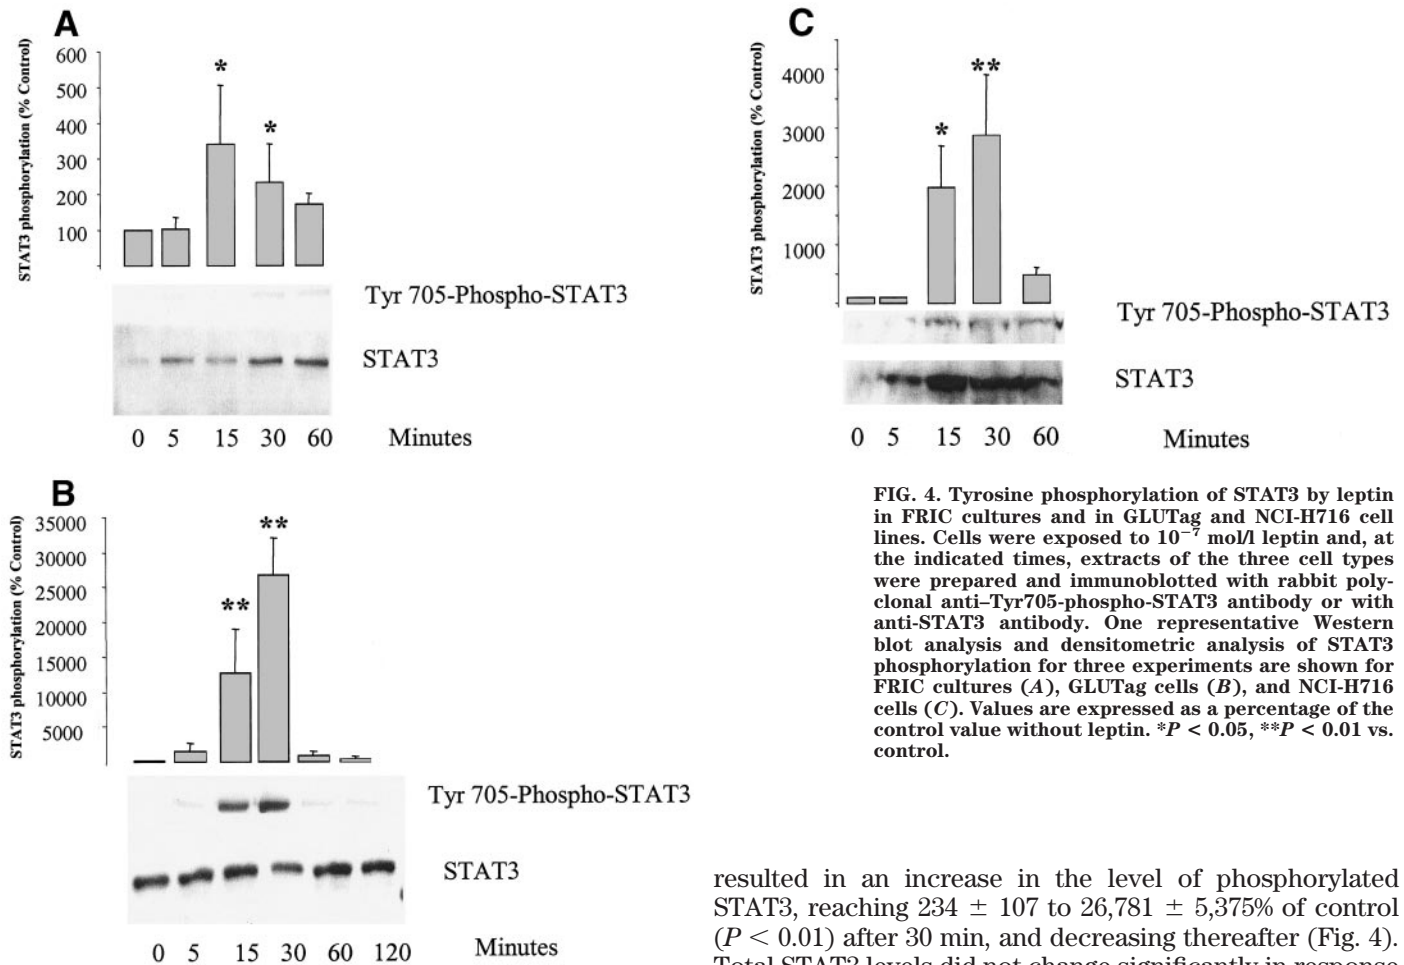 A
STAT3 phosphorylation (% Control)
600
500
400
300
200
100
*
*
Tyr 705-Phospho-STAT3
STAT3
0 5 15 30 60 Minutes
B
STAT3 phosphorylation (% Control)
35000
30000
25000
20000
15000
10000
5000
**
**
Tyr 705-Phospho-STAT3
STAT3
0 5 15 30 60 120 Minutes
C
STAT3 phosphorylation (% Control)
4000
3000
2000
1000
*
**
Tyr 705-Phospho-STAT3
STAT3
0 5 15 30 60 Minutes
FIG. 4. Tyrosine phosphorylation of STAT3 by leptin
in FRIC cultures and in GLUTag and NCI-H716 cell
lines. Cells were exposed to 10⁻⁷ mol/l leptin and, at
the indicated times, extracts of the three cell types
were prepared and immunoblotted with rabbit poly-
clonal anti–Tyr705-phospho-STAT3 antibody or with
anti-STAT3 antibody. One representative Western
blot analysis and densitometric analysis of STAT3
phosphorylation for three experiments are shown for
FRIC cultures (A), GLUTag cells (B), and NCI-H716
cells (C). Values are expressed as a percentage of the
control value without leptin. *P < 0.05, **P < 0.01 vs.
control.
resulted in an increase in the level of phosphorylated
STAT3, reaching 234 ± 107 to 26,781 ± 5,375% of control
(P < 0.01) after 30 min, and decreasing thereafter (Fig. 4).
Total STAT3 levels did not change significantly in response